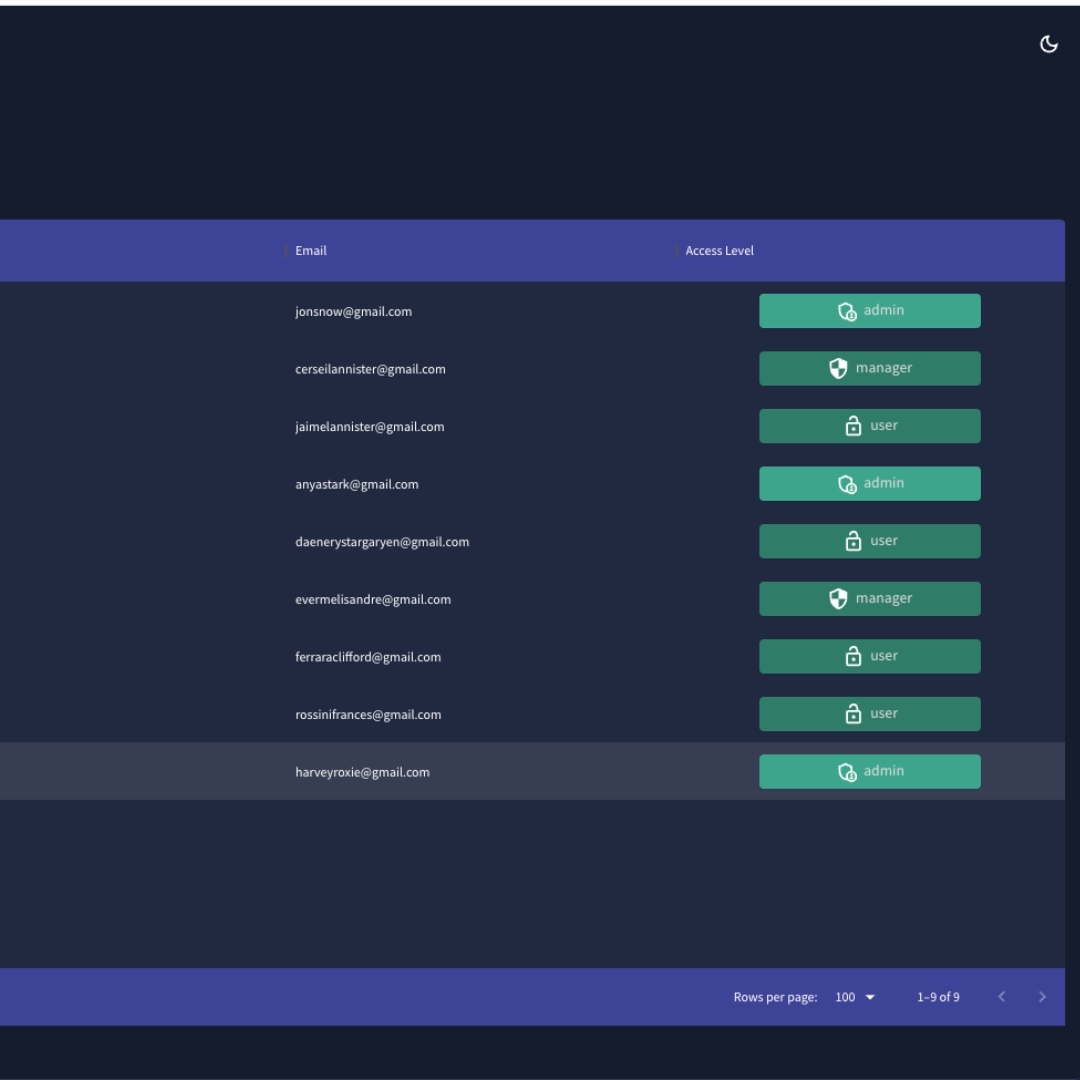 Email Access Level
jonsnow@gmail.com admin
cerseilannister@gmail.com manager
jaimelannister@gmail.com user
anyastark@gmail.com admin
daenerystargaryen@gmail.com user
evermelisandre@gmail.com manager
ferraraclifford@gmail.com user
rossinifrances@gmail.com user
harveyroxie@gmail.com admin
Rows per page: 100 1–9 of 9